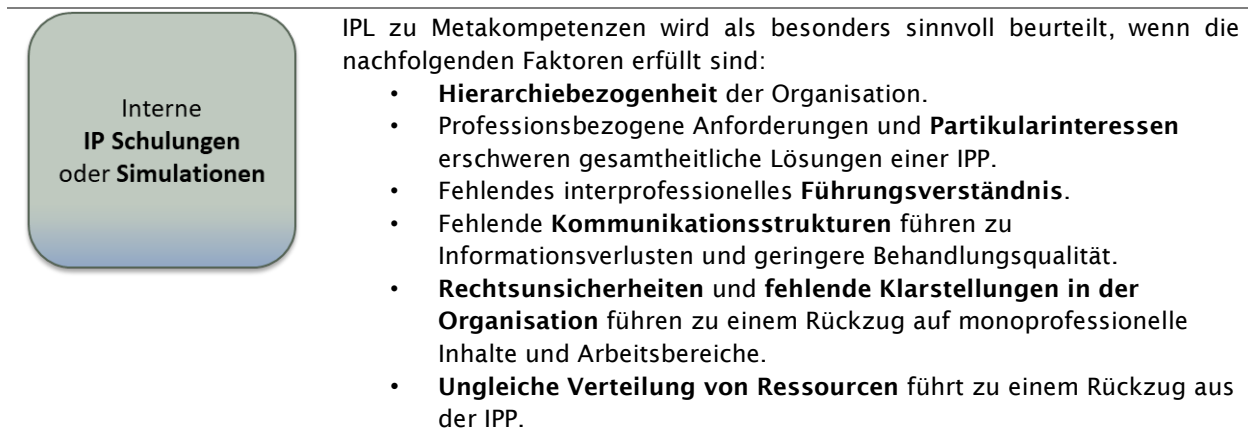 Interne
IP Schulungen
oder Simulationen
IPL zu Metakompetenzen wird als besonders sinnvoll beurteilt, wenn die
nachfolgenden Faktoren erfüllt sind:
• Hierarchiebezogenheit der Organisation.
• Professionsbezogene Anforderungen und Partikularinteressen
erschweren gesamtheitliche Lösungen einer IPP.
• Fehlendes interprofessionelles Führungsverständnis.
• Fehlende Kommunikationsstrukturen führen zu
Informationsverlusten und geringere Behandlungsqualität.
• Rechtsunsicherheiten und fehlende Klarstellungen in der
Organisation führen zu einem Rückzug auf monoprofessionelle
Inhalte und Arbeitsbereiche.
• Ungleiche Verteilung von Ressourcen führt zu einem Rückzug aus
der IPP.